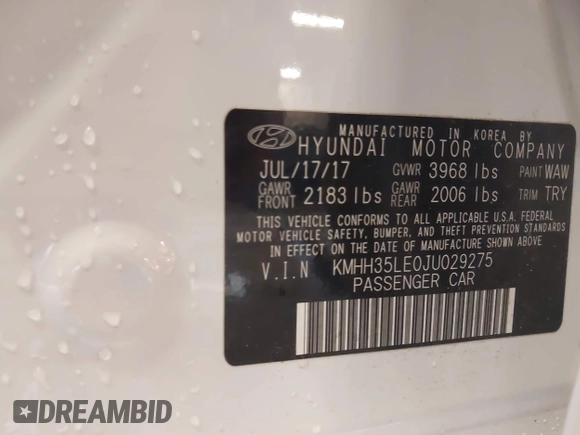 MANUFACTURED IN KOREA BY
HYUNDAI MOTOR COMPANY
JUL/17/17 GVWR 3968 lbs PAINT WAW
GAWR FRONT 2183 lbs GAWR REAR 2006 lbs TRIM TRY
THIS VEHICLE CONFORMS TO ALL APPLICABLE U.S.A. FEDERAL
MOTOR VEHICLE SAFETY, BUMPER, AND THEFT PREVENTION STANDARDS
IN EFFECT ON THE DATE OF MANUFACTURE SHOWN ABOVE.
V.I.N KMHH35LE0JU029275
PASSENGER CAR
DREAMBID